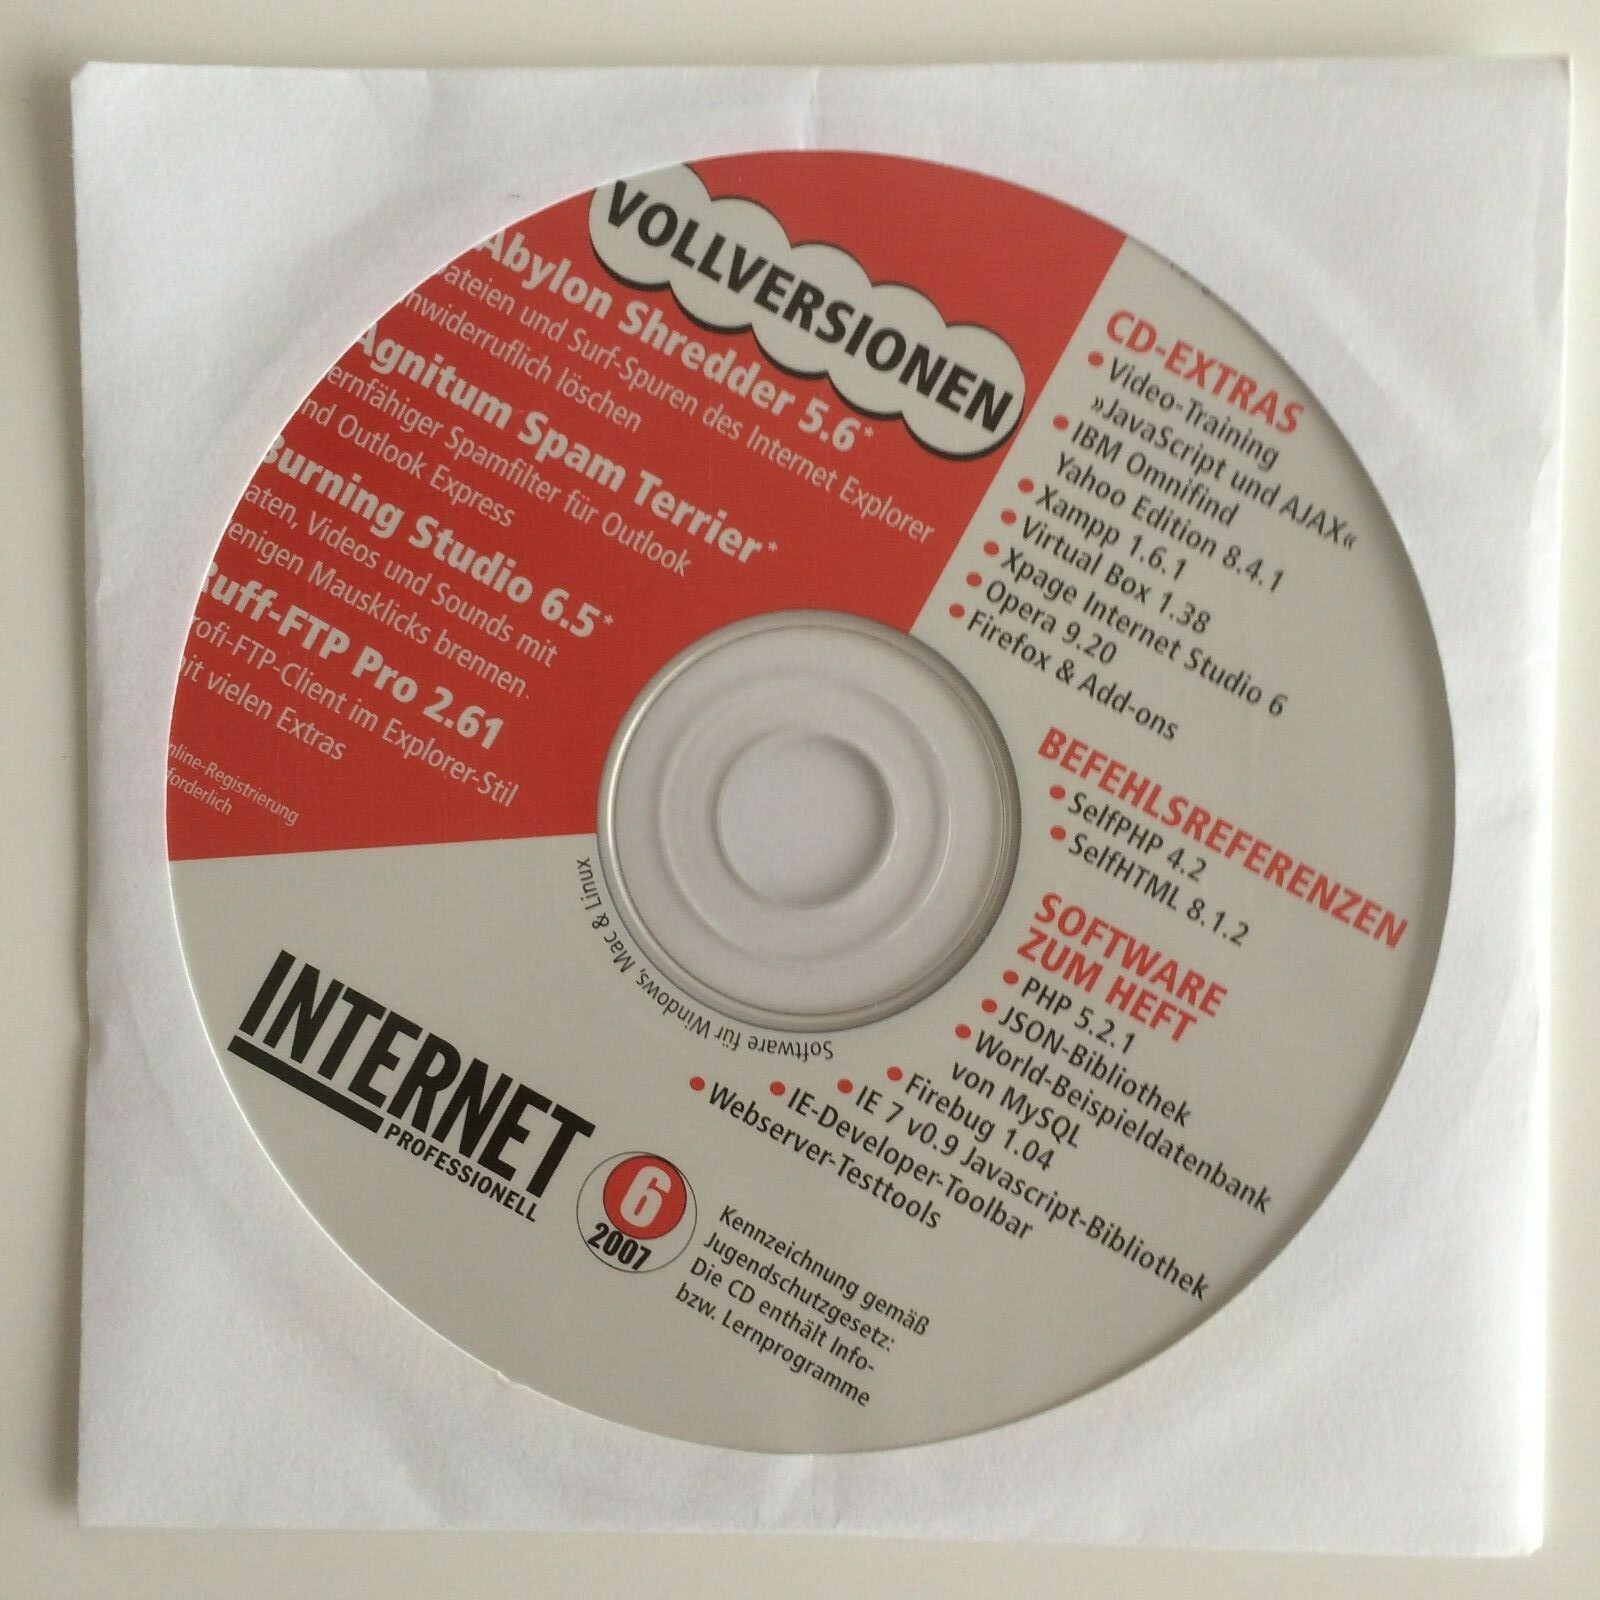 VOLLVERSIONEN
Abylon Shredder 5.6*
ateien und Surf-Spuren des Internet Explorer
nwiderruflich löschen
Agnitum Spam Terrier*
ernfähiger Spamfilter für Outlook
nd Outlook Express
Burning Studio 6.5*
aten, Videos und Sounds mit
enigen Mausklicks brennen.
Ruff-FTP Pro 2.61
rofi-FTP-Client im Explorer-Stil
it vielen Extras
nline-Registrierung
forderlich
CD-EXTRAS
• Video-Training
»JavaScript und AJAX«
• IBM Omnifind
Yahoo Edition 8.4.1
• Xampp 1.6.1
• Virtual Box 1.38
• Xpage Internet Studio 6
• Opera 9.20
• Firefox & Add-ons
BEFEHLSREFERENZEN
• SelfPHP 4.2
• SelfHTML 8.1.2
SOFTWARE
ZUM HEFT
• PHP 5.2.1
• JSON-Bibliothek
• World-Beispieldatenbank
von MySQL
• Firebug 1.04
• IE 7 v0.9 Javascript-Bibliothek
• IE-Developer-Toolbar
• Webserver-Testtools
Software für Windows, Mac & Linux
INTERNET
PROFESSIONELL
6
2007
Kennzeichnung gemäß
Jugendschutzgesetz:
Die CD enthält Info-
bzw. Lernprogramme